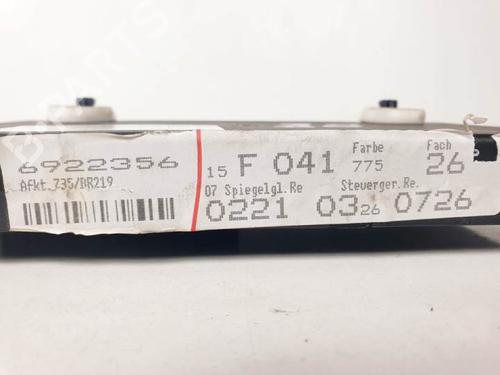 6922356
Afkt.735/BR219
15 F 041
Farbe
775
Fach
26
07 Spiegelgl.Re
Steuerger.Re.
0221
03 26
0726